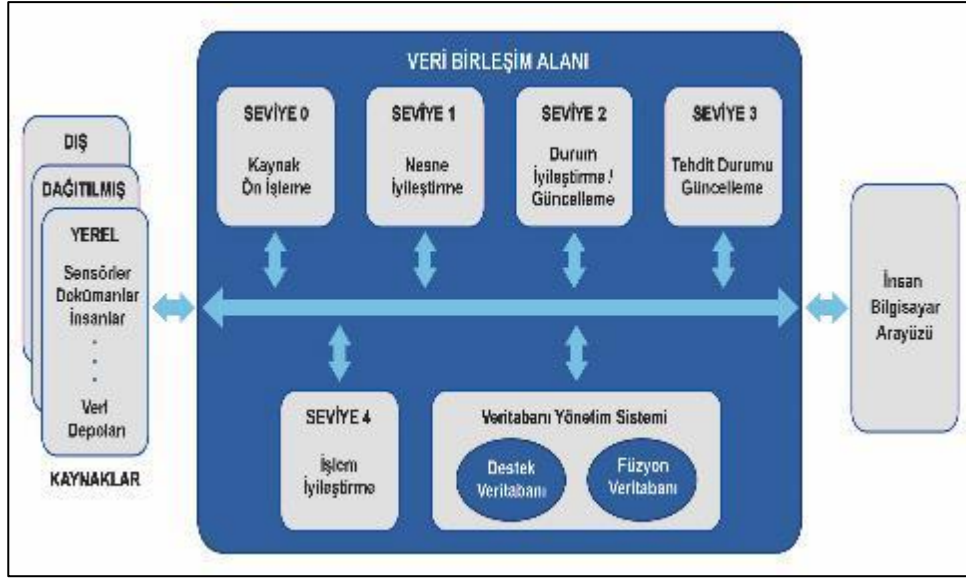 VERİ BİRLEŞİM ALANI
SEVİYE 0
Kaynak
Ön İşleme
SEVİYE 1
Nesne
İyileştirme
SEVİYE 2
Durum
İyileştirme /
Güncelleme
SEVİYE 3
Tehdit Durumu
Güncelleme
DIŞ
DAĞITILMIŞ
YEREL
Sensörler
Dokümanlar
İnsanlar
.
.
.
Veri
Depoları
KAYNAKLAR
İnsan
Bilgisayar
Arayüzü
SEVİYE 4
İşlem
İyileştirme
Veritabanı Yönetim Sistemi
Destek
Veritabanı
Füzyon
Veritabanı